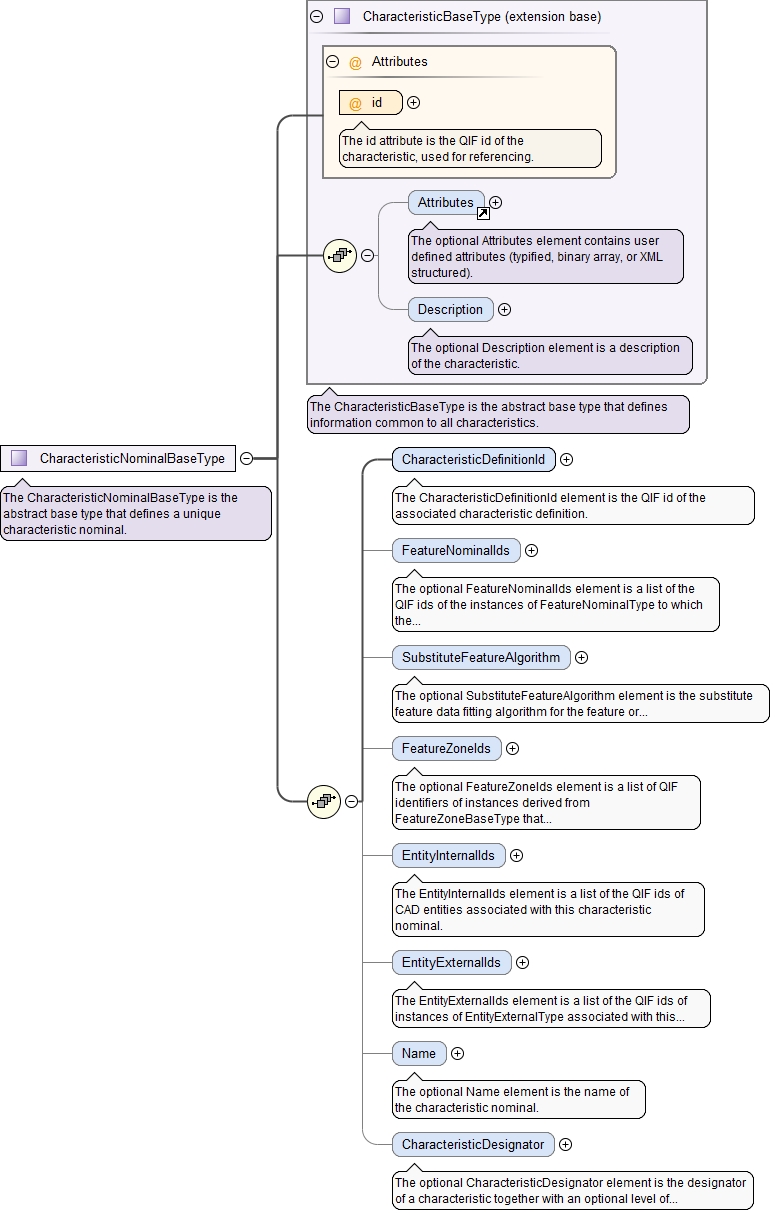 CharacteristicBaseType (extension base)
@ Attributes
@ id
The id attribute is the QIF id of the
characteristic, used for referencing.
Attributes
The optional Attributes element contains user
defined attributes (typified, binary array, or XML
structured).
Description
The optional Description element is a description
of the characteristic.
The CharacteristicBaseType is the abstract base type that defines
information common to all characteristics.
CharacteristicNominalBaseType
The CharacteristicNominalBaseType is the
abstract base type that defines a unique
characteristic nominal.
CharacteristicDefinitionId
The CharacteristicDefinitionId element is the QIF id of the
associated characteristic definition.
FeatureNominalIds
The optional FeatureNominalIds element is a list of the
QIF ids of the instances of FeatureNominalType to which
the...
SubstituteFeatureAlgorithm
The optional SubstituteFeatureAlgorithm element is the substitute
feature data fitting algorithm for the feature or...
FeatureZoneIds
The optional FeatureZoneIds element is a list of QIF
identifiers of instances derived from
FeatureZoneBaseType that...
EntityInternalIds
The EntityInternalIds element is a list of the QIF ids of
CAD entities associated with this characteristic
nominal.
EntityExternalIds
The EntityExternalIds element is a list of the QIF ids of
instances of EntityExternalType associated with this...
Name
The optional Name element is the name of
the characteristic nominal.
CharacteristicDesignator
The optional CharacteristicDesignator element is the designator
of a characteristic together with an optional level of...